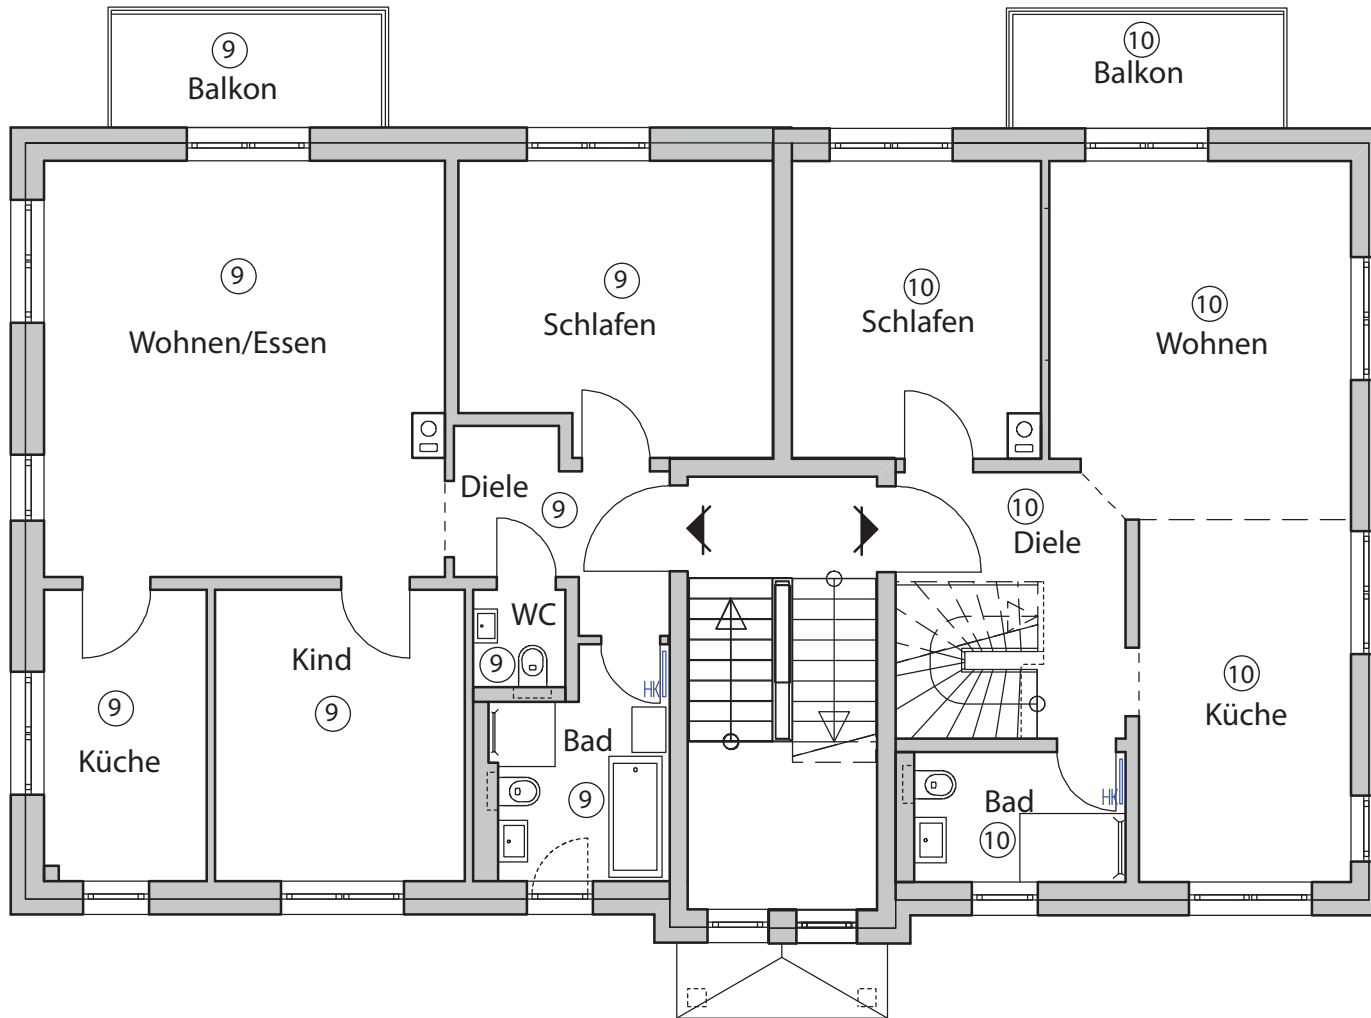 9
Balkon
10
Balkon
9
Wohnen/Essen
9
Schlafen
10
Schlafen
10
Wohnen
Diele
9
10
Diele
WC
9
Kind
9
HK
9
Küche
Bad
9
10
Küche
HK
Bad
10